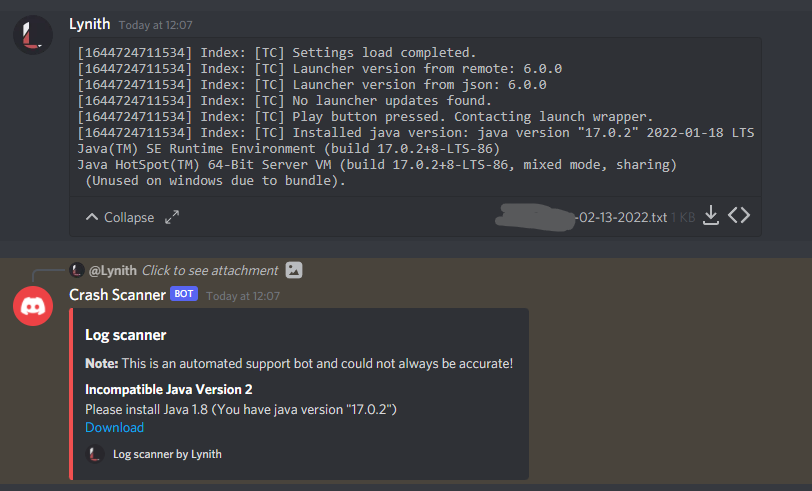 Lynith Today at 12:07
[1644724711534] Index: [TC] Settings load completed.
[1644724711534] Index: [TC] Launcher version from remote: 6.0.0
[1644724711534] Index: [TC] Launcher version from json: 6.0.0
[1644724711534] Index: [TC] No launcher updates found.
[1644724711534] Index: [TC] Play button pressed. Contacting launch wrapper.
[1644724711534] Index: [TC] Installed java version: java version "17.0.2" 2022-01-18 LTS
Java(TM) SE Runtime Environment (build 17.0.2+8-LTS-86)
Java HotSpot(TM) 64-Bit Server VM (build 17.0.2+8-LTS-86, mixed mode, sharing)
(Unused on windows due to bundle).
Collapse -02-13-2022.txt 1 KB
@Lynith Click to see attachment
Crash Scanner BOT Today at 12:07
Log scanner
Note: This is an automated support bot and could not always be accurate!
Incompatible Java Version 2
Please install Java 1.8 (You have java version "17.0.2")
Download
Log scanner by Lynith